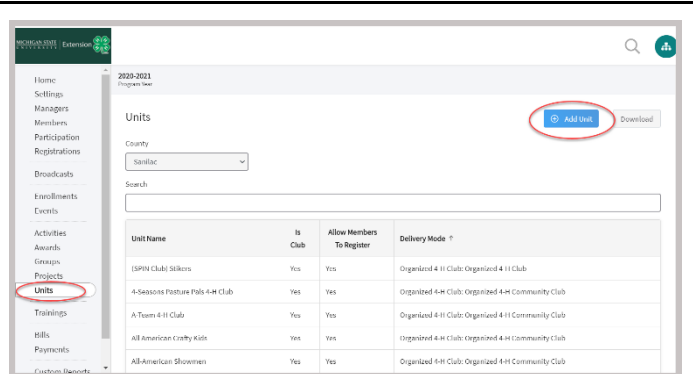 MICHIGAN STATE
UNIVERSITY
Extension
Home
Settings
Managers
Members
Participation
Registrations
Broadcasts
Enrollments
Events
Activities
Awards
Groups
Projects
Units
Trainings
Bills
Payments
Custom Reports
2020-2021
Program Year
Units
Add Unit
Download
County
Sanilac
Search
Unit Name Is Club Allow Members To Register Delivery Mode ↑
(SPIN Club) Stikers Yes Yes Organized 4-H Club: Organized 4-H Club
4-Seasons Pasture Pals 4-H Club Yes Yes Organized 4-H Club: Organized 4-H Community Club
A-Team 4-H Club Yes Yes Organized 4-H Club: Organized 4-H Community Club
All American Crafty Kids Yes Yes Organized 4-H Club: Organized 4-H Community Club
All-American Showmen Yes Yes Organized 4-H Club: Organized 4-H Community Club